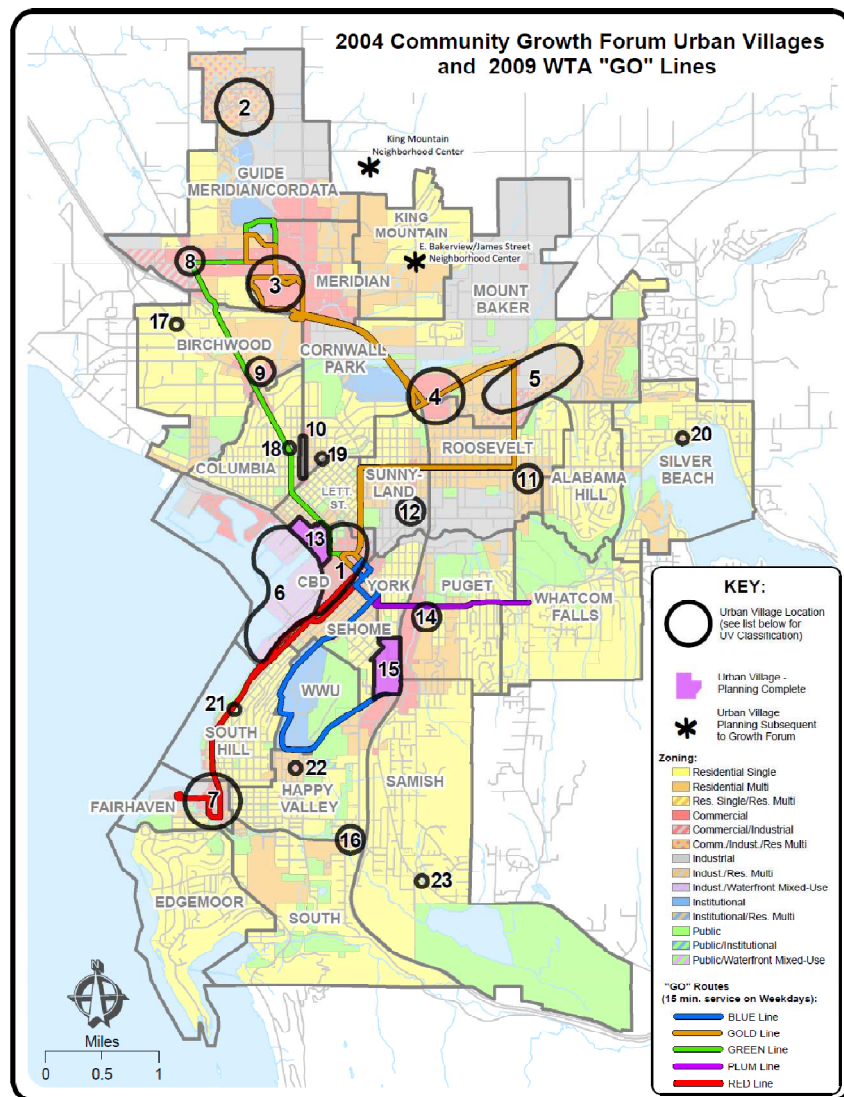 2004 Community Growth Forum Urban Villages
and 2009 WTA "GO" Lines
2
King Mountain
Neighborhood Center
GUIDE
MERIDIAN/CORDATA
KING
MOUNTAIN
E. Bakerview/James Street
Neighborhood Center
8
3
MERIDIAN
MOUNT
BAKER
17
BIRCHWOOD
CORNWALL
PARK
9
4
5
10
18
19
COLUMBIA
ROOSEVELT
20
SILVER
BEACH
SUNNY-
LAND
11
ALABAMA
HILL
LETT.
ST.
12
13
1
CBD
6
YORK
PUGET
WHATCOM
FALLS
14
SEHOME
15
WWU
21
SOUTH
HILL
22
HAPPY
VALLEY
SAMISH
FAIRHAVEN
7
16
23
EDGEMOOR
SOUTH
N
Miles
0 0.5 1
KEY:
Urban Village Location
(see list below for
UV Classification)
Urban Village -
Planning Complete
Urban Village
Planning Subsequent
to Growth Forum
Zoning:
Residential Single
Residential Multi
Res. Single/Res. Multi
Commercial
Commercial/Industrial
Comm./Indust./Res Multi
Industrial
Indust./Res. Multi
Indust./Waterfront Mixed-Use
Institutional
Institutional/Res. Multi
Public
Public/Institutional
Public/Waterfront Mixed-Use
"GO" Routes
(15 min. service on Weekdays):
BLUE Line
GOLD Line
GREEN Line
PLUM Line
RED Line